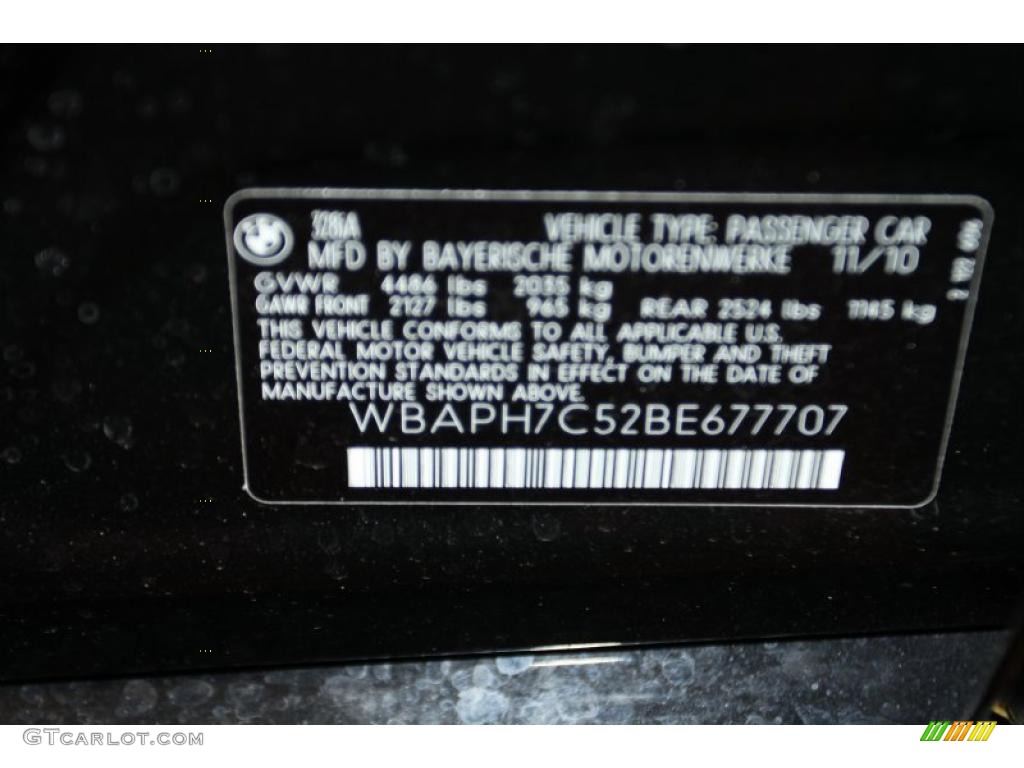 328iA VEHICLE TYPE: PASSENGER CAR
MFD BY BAYERISCHE MOTORENWERKE 11/10
GVWR 4486 lbs 2035 kg
GAWR FRONT 2127 lbs 965 kg REAR 2524 lbs 1145 kg
THIS VEHICLE CONFORMS TO ALL APPLICABLE U.S.
FEDERAL MOTOR VEHICLE SAFETY, BUMPER AND THEFT
PREVENTION STANDARDS IN EFFECT ON THE DATE OF
MANUFACTURE SHOWN ABOVE.
WBAPH7C52BE677707
GTCARLOT.COM